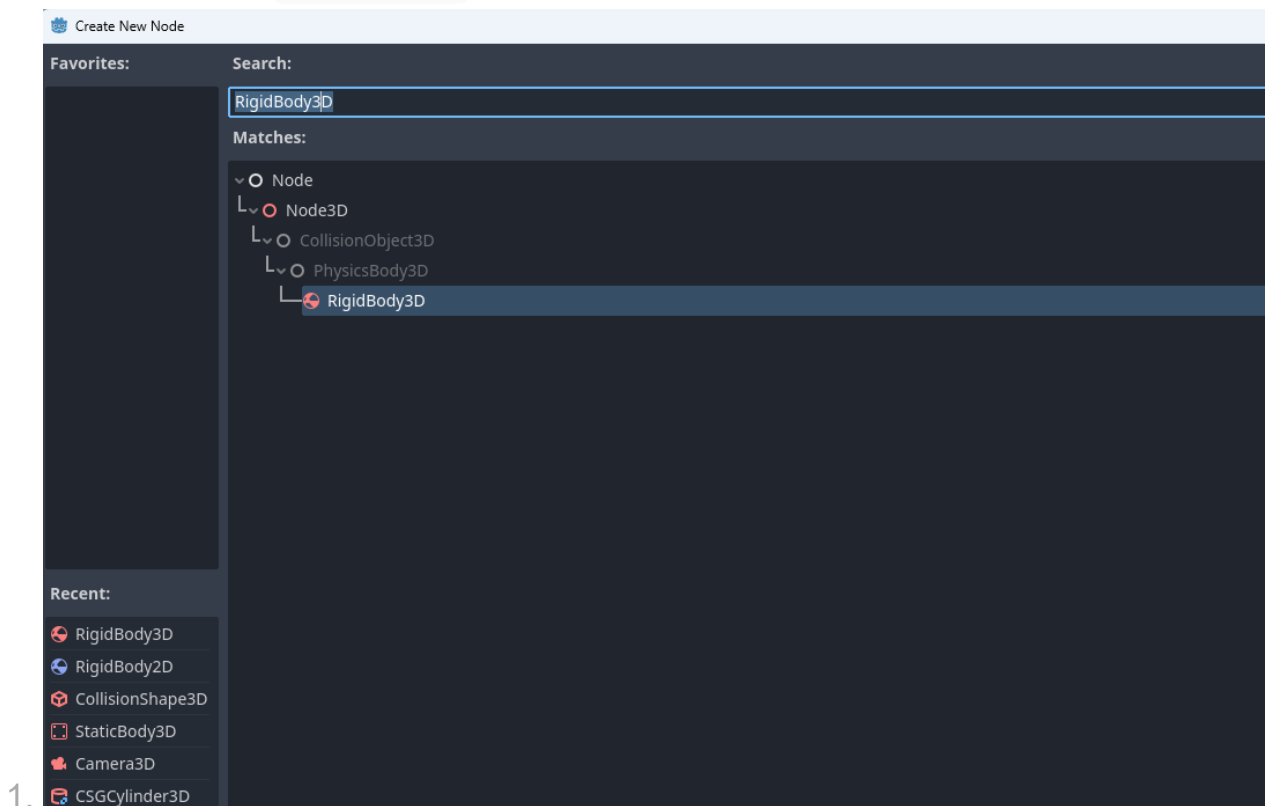 Create New Node
Favorites:
Search:
RigidBody3D
Matches:
Node
Node3D
CollisionObject3D
PhysicsBody3D
RigidBody3D
Recent:
RigidBody3D
RigidBody2D
CollisionShape3D
StaticBody3D
Camera3D
CSGCylinder3D
1.